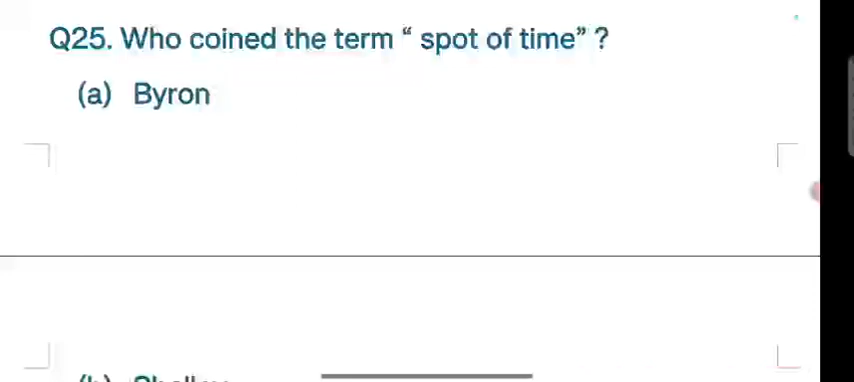 Q25. Who coined the term “ spot of time” ?
(a) Byron